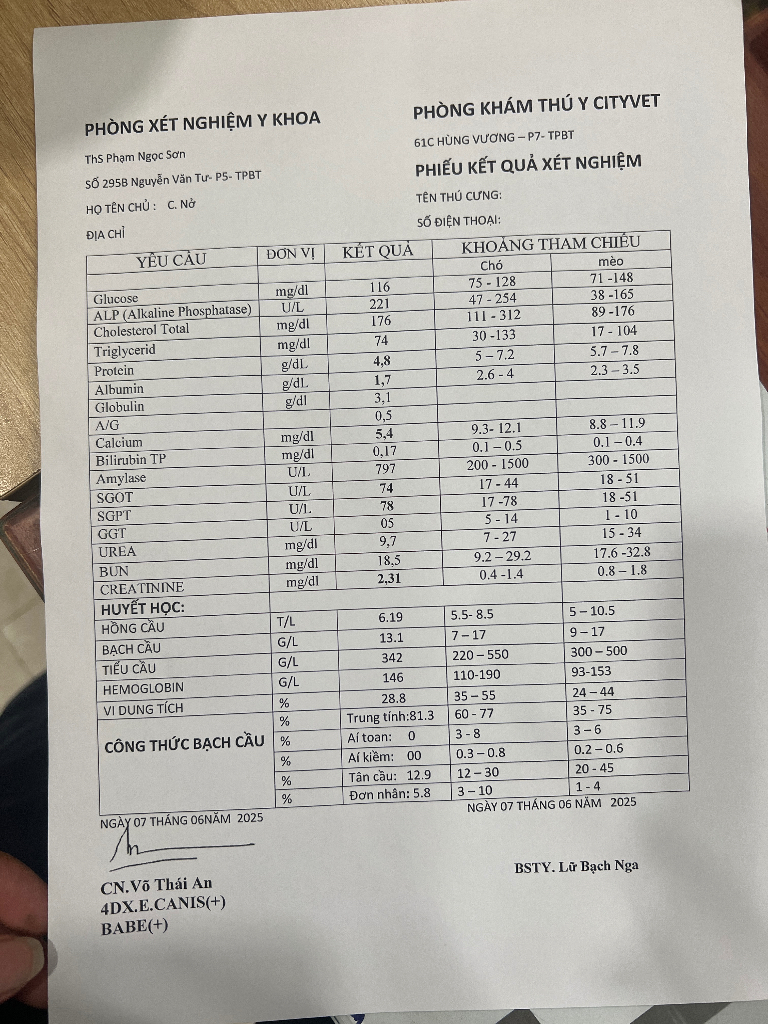 PHÒNG XÉT NGHIỆM Y KHOA
ThS Phạm Ngọc Sơn
SỐ 295B Nguyễn Văn Tư- P5- TPBT
HỌ TÊN CHỦ : C. Nở
ĐỊA CHỈ
PHÒNG KHÁM THÚ Y CITYVET
61C HÙNG VƯƠNG – P7- TPBT
PHIẾU KẾT QUẢ XÉT NGHIỆM
TÊN THÚ CƯNG:
SỐ ĐIỆN THOẠI:
YÊU CẦU ĐƠN VỊ KẾT QUẢ KHOẢNG THAM CHIẾU
Chó mèo
Glucose mg/dl 116 75 - 128 71 -148
ALP (Alkaline Phosphatase) U/L 221 47 - 254 38 -165
Cholesterol Total mg/dl 176 111 - 312 89 -176
Triglycerid mg/dl 74 30 -133 17 - 104
Protein g/dL 4,8 5 – 7.2 5.7 – 7.8
Albumin g/dL 1,7 2.6 - 4 2.3 – 3.5
Globulin g/dl 3,1
A/G 0,5
Calcium mg/dl 5,4 9.3- 12.1 8.8 – 11.9
Bilirubin TP mg/dl 0,17 0.1 – 0.5 0.1 – 0.4
Amylase U/L 797 200 - 1500 300 - 1500
SGOT U/L 74 17 - 44 18 - 51
SGPT U/L 78 17 -78 18 -51
GGT U/L 05 5 - 14 1 - 10
UREA mg/dl 9,7 7 - 27 15 - 34
BUN mg/dl 18,5 9.2 – 29.2 17.6 -32.8
CREATININE mg/dl 2,31 0.4 -1.4 0.8 – 1.8
HUYẾT HỌC:
HỒNG CẦU T/L 6.19 5.5- 8.5 5 – 10.5
BẠCH CẦU G/L 13.1 7 – 17 9 – 17
TIỂU CẦU G/L 342 220 – 550 300 – 500
HEMOGLOBIN G/L 146 110-190 93-153
VI DUNG TÍCH % 28.8 35 – 55 24 – 44
CÔNG THỨC BẠCH CẦU % Trung tính:81.3 60 - 77 35 - 75
% Aí toan: 0 3 - 8 3 – 6
% Aí kiềm: 00 0.3 – 0.8 0.2 – 0.6
% Tân cầu: 12.9 12 – 30 20 - 45
% Đơn nhân: 5.8 3 – 10 1 - 4
NGÀY 07 THÁNG 06NĂM 2025
NGÀY 07 THÁNG 06 NĂM 2025
CN.Võ Thái An
4DX.E.CANIS(+)
BABE(+)
BSTY. Lữ Bạch Nga